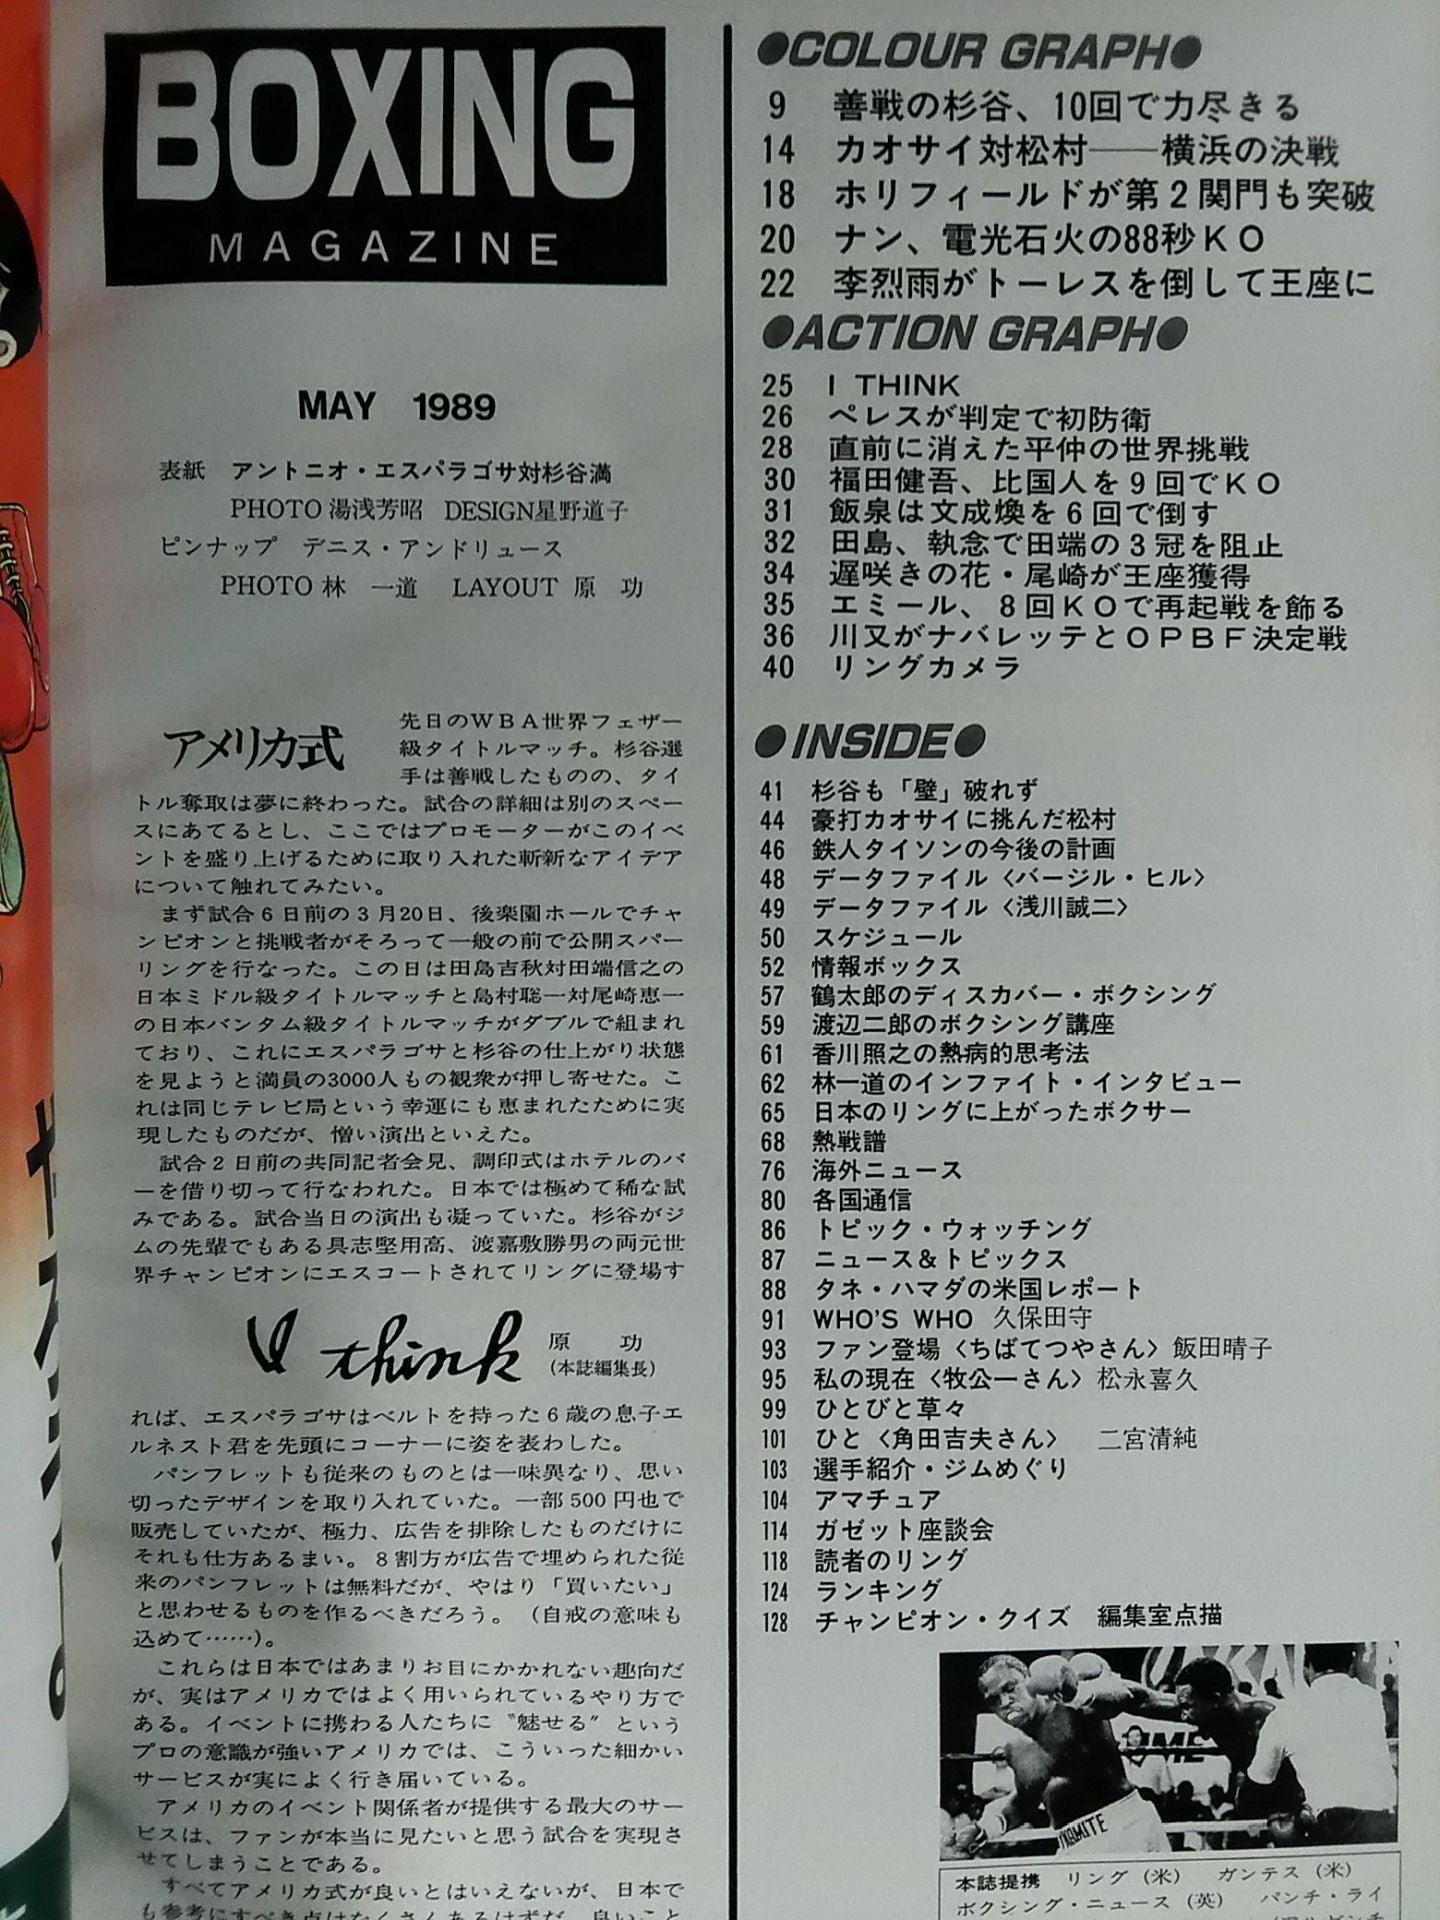 BOXING
MAGAZINE
MAY 1989
表紙 アントニオ・エスパラゴサ対杉谷満
PHOTO 湯浅芳昭 DESIGN星野道子
ピンナップ デニス・アンドリュース
PHOTO 林 一道 LAYOUT 原 功
アメリカ式
先日のＷＢＡ世界フェザー
級タイトルマッチ。杉谷選
手は善戦したものの、タイ
トル奪取は夢に終わった。試合の詳細は別のスペー
スにあてるとし、ここではプロモーターがこのイベ
ントを盛り上げるために取り入れた斬新なアイデア
について触れてみたい。
まず試合６日前の３月20日、後楽園ホールでチャ
ンピオンと挑戦者がそろって一般の前で公開スパー
リングを行なった。この日は田島吉秋対田端信之の
日本ミドル級タイトルマッチと島村聡一対尾崎恵一
の日本バンタム級タイトルマッチがダブルで組まれ
ており、これにエスパラゴサと杉谷の仕上がり状態
を見ようと満員の3000人もの観衆が押し寄せた。こ
れは同じテレビ局という幸運にも恵まれたために実
現したものだが、憎い演出といえた。
試合２日前の共同記者会見、調印式はホテルのバ
ーを借り切って行なわれた。日本では極めて稀な試
みである。試合当日の演出も凝っていた。杉谷がジ
ムの先輩でもある具志堅用高、渡嘉敷勝男の両元世
界チャンピオンにエスコートされてリングに登場す
I think
原 功
(本誌編集長)
れば、エスパラゴサはベルトを持った６歳の息子エ
ルネスト君を先頭にコーナーに姿を表わした。
パンフレットも従来のものとは一味異なり、思い
切ったデザインを取り入れていた。一部500円也で
販売していたが、極力、広告を排除したものだけに
それも仕方あるまい。８割方が広告で埋められた従
来のパンフレットは無料だが、やはり「買いたい」
と思わせるものを作るべきだろう。（自戒の意味も
込めて……）。
これらは日本ではあまりお目にかかれない趣向だ
が、実はアメリカではよく用いられているやり方で
ある。イベントに携わる人たちに〝魅せる〟という
プロの意識が強いアメリカでは、こういった細かい
サービスが実によく行き届いている。
アメリカのイベント関係者が提供する最大のサー
ビスは、ファンが本当に見たいと思う試合を実現さ
せてしまうことである。
すべてアメリカ式が良いとはいえないが、日本で
も参考にすべき点はたくさんあるはずだ。良いこと
●COLOUR GRAPH●
9 善戦の杉谷、10回で力尽きる
14 カオサイ対松村――横浜の決戦
18 ホリフィールドが第２関門も突破
20 ナン、電光石火の88秒ＫＯ
22 李烈雨がトーレスを倒して王座に
●ACTION GRAPH●
25 I THINK
26 ペレスが判定で初防衛
28 直前に消えた平仲の世界挑戦
30 福田健吾、比国人を９回でＫＯ
31 飯泉は文成煥を６回で倒す
32 田島、執念で田端の３冠を阻止
34 遅咲きの花・尾崎が王座獲得
35 エミール、８回ＫＯで再起戦を飾る
36 川又がナバレッテとＯＰＢＦ決定戦
40 リングカメラ
●INSIDE●
41 杉谷も「壁」破れず
44 豪打カオサイに挑んだ松村
46 鉄人タイソンの今後の計画
48 データファイル〈バージル・ヒル〉
49 データファイル〈浅川誠二〉
50 スケジュール
52 情報ボックス
57 鶴太郎のディスカバー・ボクシング
59 渡辺二郎のボクシング講座
61 香川照之の熱病的思考法
62 林一道のインファイト・インタビュー
65 日本のリングに上がったボクサー
68 熱戦譜
76 海外ニュース
80 各国通信
86 トピック・ウォッチング
87 ニュース＆トピックス
88 タネ・ハマダの米国レポート
91 WHO'S WHO 久保田守
93 ファン登場〈ちばてつやさん〉飯田晴子
95 私の現在〈牧公一さん〉松永喜久
99 ひとびと草々
101 ひと〈角田吉夫さん〉 二宮清純
103 選手紹介・ジムめぐり
104 アマチュア
114 ガゼット座談会
118 読者のリング
124 ランキング
128 チャンピオン・クイズ 編集室点描
本誌提携 リング（米） ガンテス（米）
ボクシング・ニュース（英） パンチ・ライ